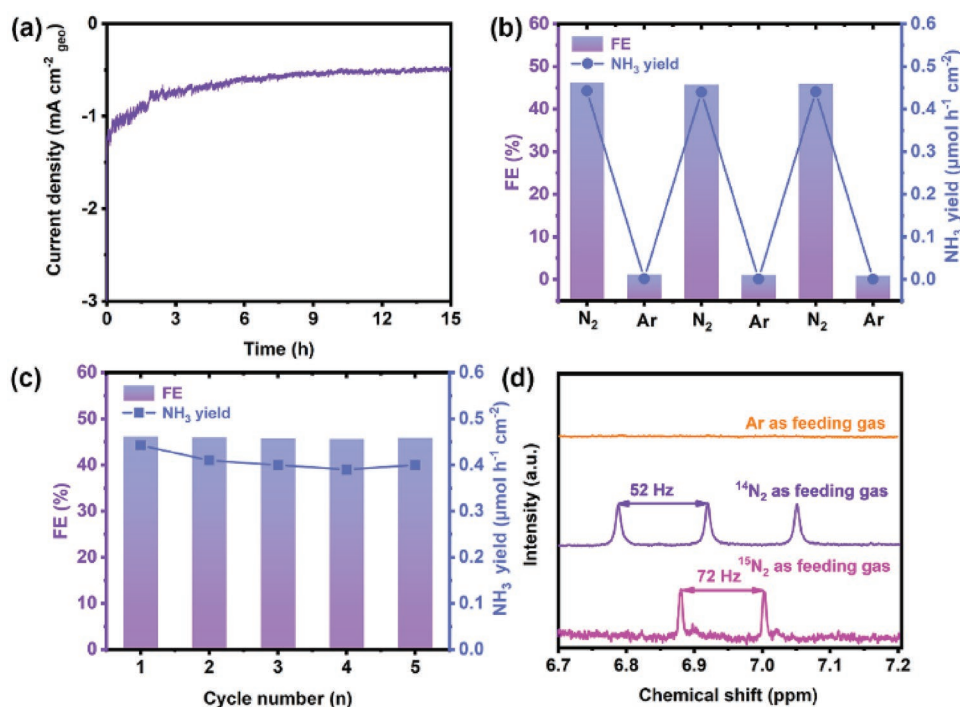 (a)
0
-1
-2
-3
Current density (mA cm⁻² geo)
0 3 6 9 12 15
Time (h)
(b)
FE
NH₃ yield
60
50
40
30
20
10
0
FE (%)
0.6
0.5
0.4
0.3
0.2
0.1
0.0
NH₃ yield (μmol h⁻¹ cm⁻²)
N₂ Ar N₂ Ar N₂ Ar
(c)
FE
NH₃ yield
60
50
40
30
20
10
0
FE (%)
0.6
0.5
0.4
0.3
0.2
0.1
0.0
NH₃ yield (μmol h⁻¹ cm⁻²)
1 2 3 4 5
Cycle number (n)
(d)
Ar as feeding gas
52 Hz
¹⁴N₂ as feeding gas
¹⁵N₂ as feeding gas
72 Hz
Intensity (a.u.)
6.7 6.8 6.9 7.0 7.1 7.2
Chemical shift (ppm)